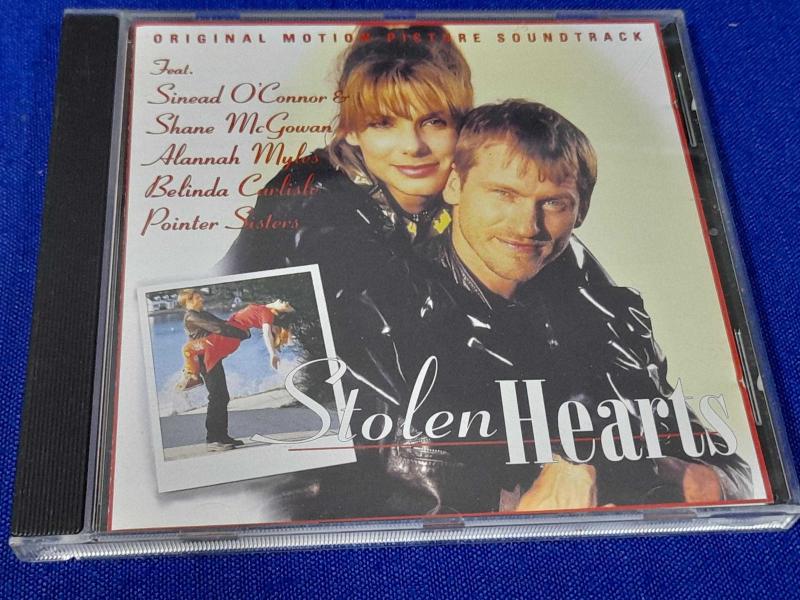 ORIGINAL MOTION PICTURE SOUNDTRACK
Feat.
Sinead O'Connor &
Shane McGowan
Alannah Myles
Belinda Carlisle
Pointer Sisters
Stolen Hearts